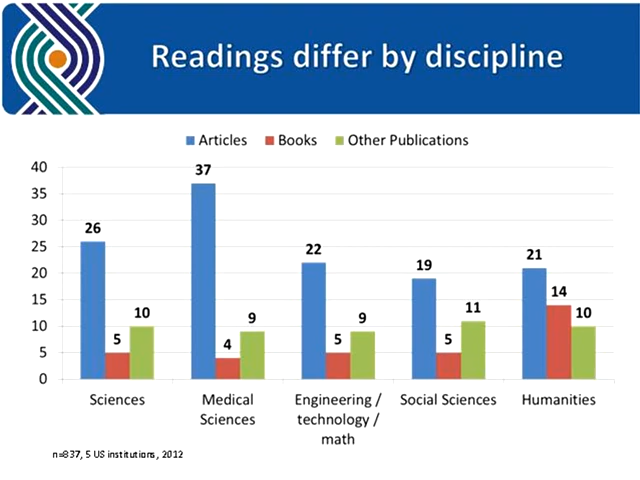 Readings differ by discipline
Articles Books Other Publications
40
35
30
25
20
15
10
5
0
26
5
10
37
4
9
22
5
9
19
5
11
21
14
10
Sciences
Medical
Sciences
Engineering /
technology /
math
Social Sciences
Humanities
n=837, 5 US institutions, 2012